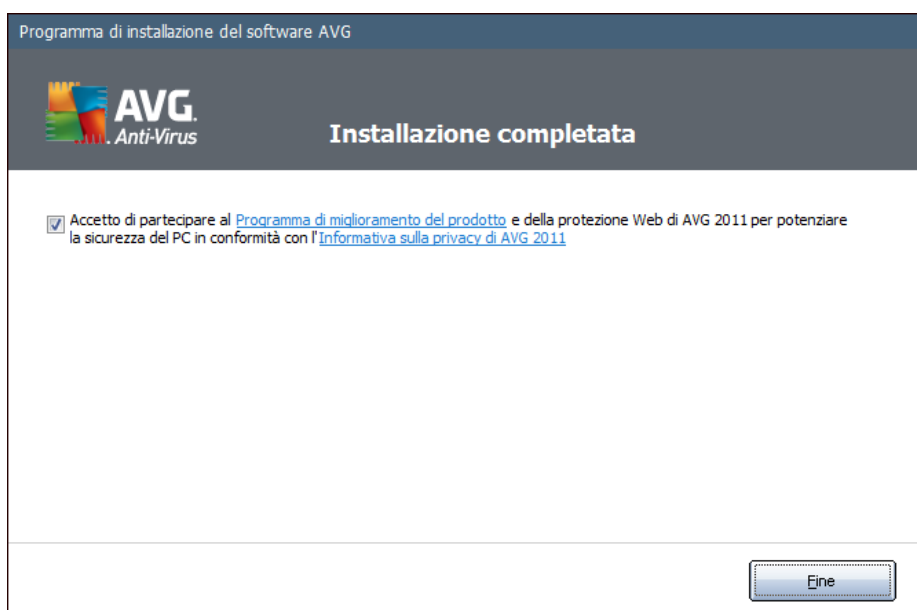 Programma di installazione del software AVG
AVG.
Anti-Virus
Installazione completata
Accetto di partecipare al Programma di miglioramento del prodotto e della protezione Web di AVG 2011 per potenziare
la sicurezza del PC in conformità con l'Informativa sulla privacy di AVG 2011
Fine